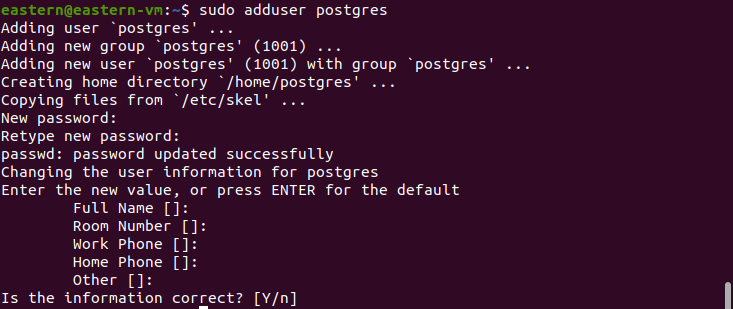 eastern@eastern-vm:~$ sudo adduser postgres
Adding user `postgres' ...
Adding new group `postgres' (1001) ...
Adding new user `postgres' (1001) with group `postgres' ...
Creating home directory `/home/postgres' ...
Copying files from `/etc/skel' ...
New password:
Retype new password:
passwd: password updated successfully
Changing the user information for postgres
Enter the new value, or press ENTER for the default
        Full Name []:
        Room Number []:
        Work Phone []:
        Home Phone []:
        Other []:
Is the information correct? [Y/n]